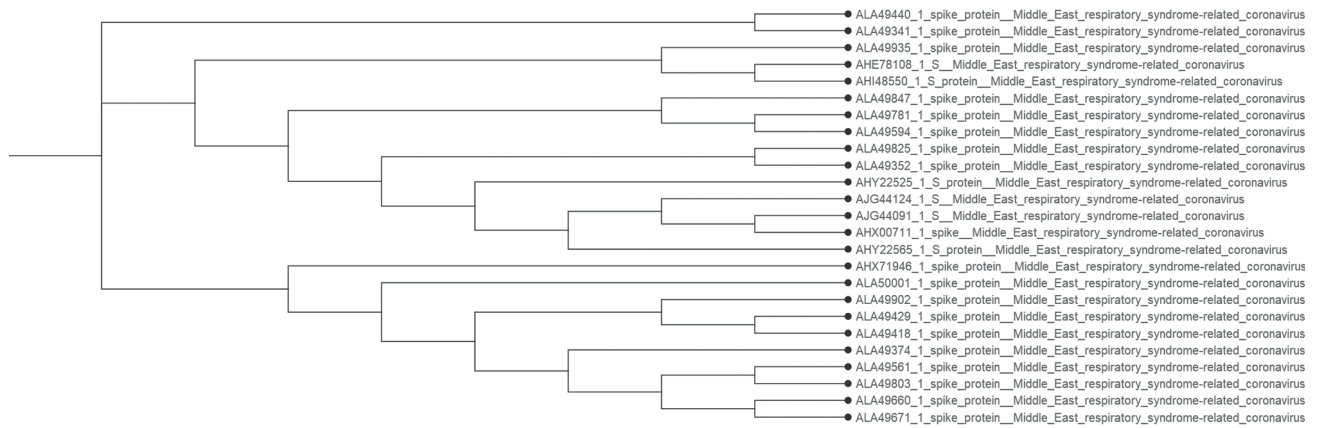 ALA49440_1_spike_protein__Middle_East_respiratory_syndrome-related_coronavirus
ALA49341_1_spike_protein__Middle_East_respiratory_syndrome-related_coronavirus
ALA49935_1_spike_protein__Middle_East_respiratory_syndrome-related_coronavirus
AHE78108_1_S__Middle_East_respiratory_syndrome-related_coronavirus
AHI48550_1_S_protein__Middle_East_respiratory_syndrome-related_coronavirus
ALA49847_1_spike_protein__Middle_East_respiratory_syndrome-related_coronavirus
ALA49781_1_spike_protein__Middle_East_respiratory_syndrome-related_coronavirus
ALA49594_1_spike_protein__Middle_East_respiratory_syndrome-related_coronavirus
ALA49825_1_spike_protein__Middle_East_respiratory_syndrome-related_coronavirus
ALA49352_1_spike_protein__Middle_East_respiratory_syndrome-related_coronavirus
AHY22525_1_S_protein__Middle_East_respiratory_syndrome-related_coronavirus
AJG44124_1_S__Middle_East_respiratory_syndrome-related_coronavirus
AJG44091_1_S__Middle_East_respiratory_syndrome-related_coronavirus
AHX00711_1_spike__Middle_East_respiratory_syndrome-related_coronavirus
AHY22565_1_S_protein__Middle_East_respiratory_syndrome-related_coronavirus
AHX71946_1_spike_protein__Middle_East_respiratory_syndrome-related_coronavirus
ALA50001_1_spike_protein__Middle_East_respiratory_syndrome-related_coronavirus
ALA49902_1_spike_protein__Middle_East_respiratory_syndrome-related_coronavirus
ALA49429_1_spike_protein__Middle_East_respiratory_syndrome-related_coronavirus
ALA49418_1_spike_protein__Middle_East_respiratory_syndrome-related_coronavirus
ALA49374_1_spike_protein__Middle_East_respiratory_syndrome-related_coronavirus
ALA49561_1_spike_protein__Middle_East_respiratory_syndrome-related_coronavirus
ALA49803_1_spike_protein__Middle_East_respiratory_syndrome-related_coronavirus
ALA49660_1_spike_protein__Middle_East_respiratory_syndrome-related_coronavirus
ALA49671_1_spike_protein__Middle_East_respiratory_syndrome-related_coronavirus